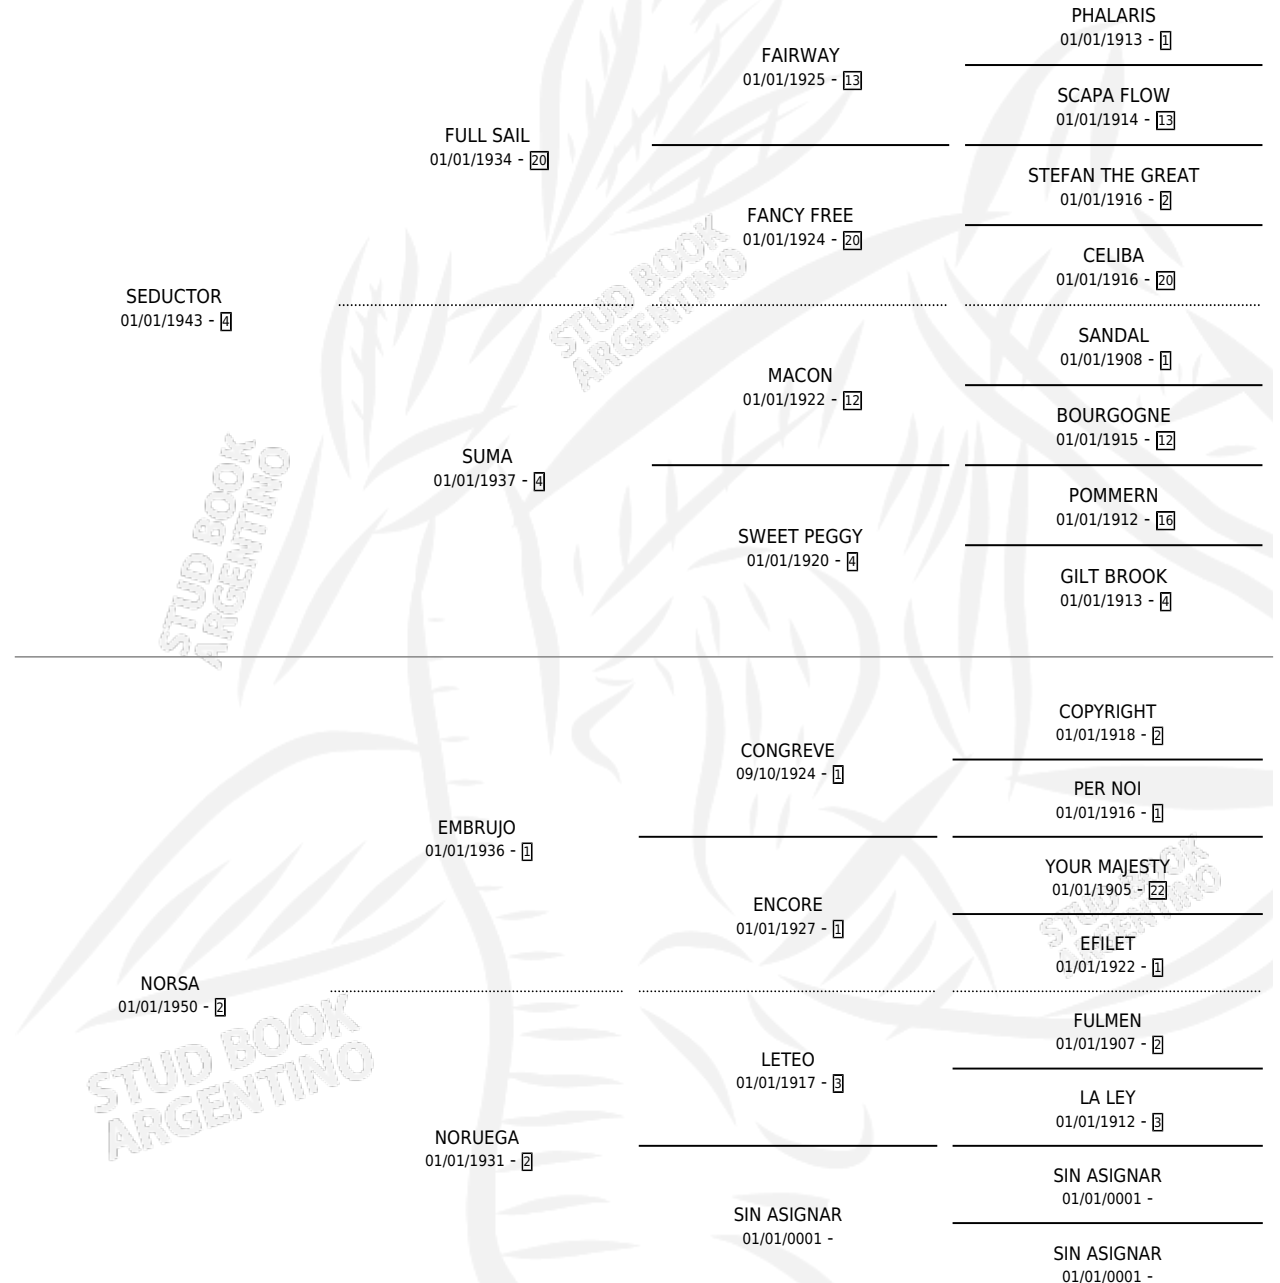 PHALARIS
01/01/1913 - 1
FAIRWAY
01/01/1925 - 13
SCAPA FLOW
01/01/1914 - 13
FULL SAIL
01/01/1934 - 20
STEFAN THE GREAT
01/01/1916 - 2
FANCY FREE
01/01/1924 - 20
CELIBA
01/01/1916 - 20
SEDUCTOR
01/01/1943 - 4
SANDAL
01/01/1908 - 1
MACON
01/01/1922 - 12
BOURGOGNE
01/01/1915 - 12
SUMA
01/01/1937 - 4
POMMERN
01/01/1912 - 16
SWEET PEGGY
01/01/1920 - 4
GILT BROOK
01/01/1913 - 4
COPYRIGHT
01/01/1918 - 2
CONGREVE
09/10/1924 - 1
PER NOI
01/01/1916 - 1
EMBRUJO
01/01/1936 - 1
YOUR MAJESTY
01/01/1905 - 22
ENCORE
01/01/1927 - 1
EFILET
01/01/1922 - 1
NORSA
01/01/1950 - 2
FULMEN
01/01/1907 - 2
LETEO
01/01/1917 - 3
LA LEY
01/01/1912 - 3
NORUEGA
01/01/1931 - 2
SIN ASIGNAR
01/01/0001 -
SIN ASIGNAR
01/01/0001 -
SIN ASIGNAR
01/01/0001 -
STUD BOOK
ARGENTINO
STUD BOOK
ARGENTINO
STUD BOOK
ARGENTINO
STUD BOOK
ARGENTINO